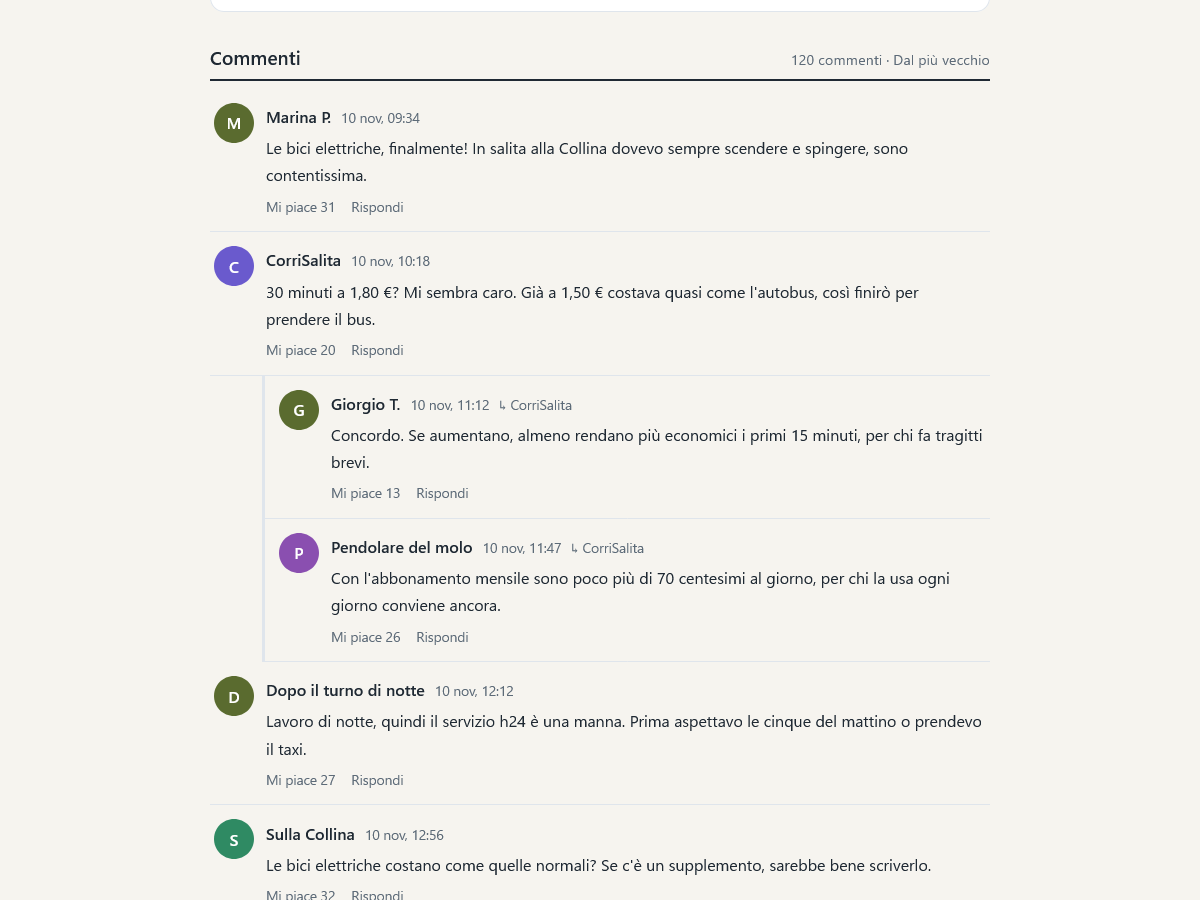 Commenti
120 commenti · Dal più vecchio
M
Marina P. 10 nov, 09:34
Le bici elettriche, finalmente! In salita alla Collina dovevo sempre scendere e spingere, sono
contentissima.
Mi piace 31 Rispondi
C
CorriSalita 10 nov, 10:18
30 minuti a 1,80 €? Mi sembra caro. Già a 1,50 € costava quasi come l'autobus, così finirò per
prendere il bus.
Mi piace 20 Rispondi
G
Giorgio T. 10 nov, 11:12 ↳ CorriSalita
Concordo. Se aumentano, almeno rendano più economici i primi 15 minuti, per chi fa tragitti
brevi.
Mi piace 13 Rispondi
P
Pendolare del molo 10 nov, 11:47 ↳ CorriSalita
Con l'abbonamento mensile sono poco più di 70 centesimi al giorno, per chi la usa ogni
giorno conviene ancora.
Mi piace 26 Rispondi
D
Dopo il turno di notte 10 nov, 12:12
Lavoro di notte, quindi il servizio h24 è una manna. Prima aspettavo le cinque del mattino o prendevo
il taxi.
Mi piace 27 Rispondi
S
Sulla Collina 10 nov, 12:56
Le bici elettriche costano come quelle normali? Se c'è un supplemento, sarebbe bene scriverlo.
Mi piace 32 Rispondi